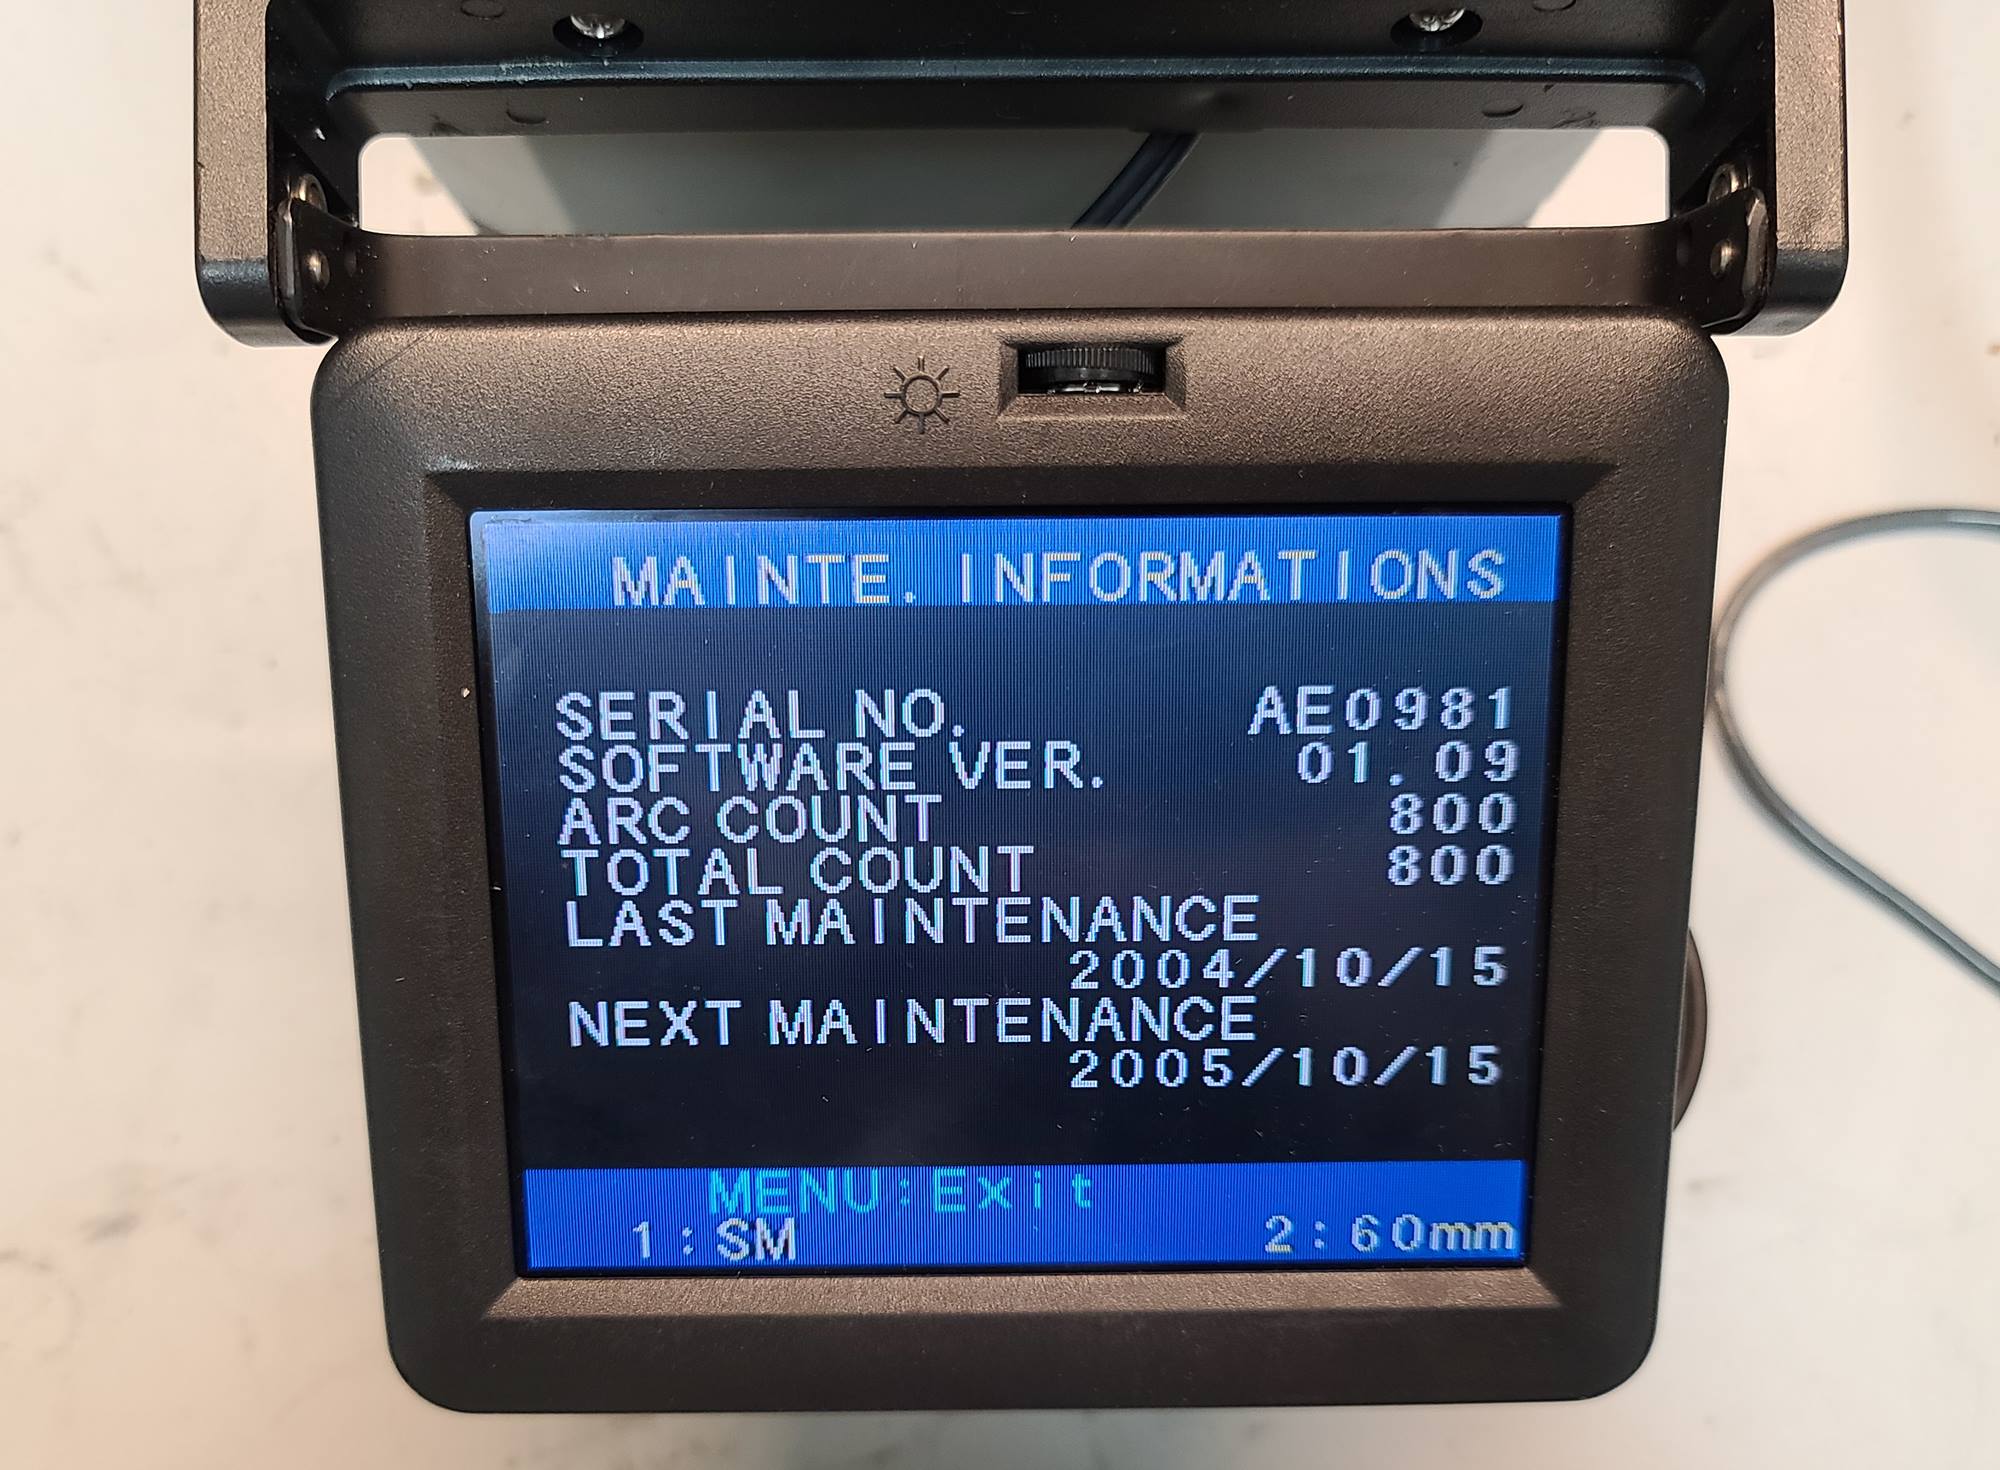 MAINTE. INFORMATIONS
SERIAL NO. AE0981
SOFTWARE VER. 01.09
ARC COUNT 800
TOTAL COUNT 800
LAST MAINTENANCE
2004/10/15
NEXT MAINTENANCE
2005/10/15
MENU:Exit
1:SM 2:60mm